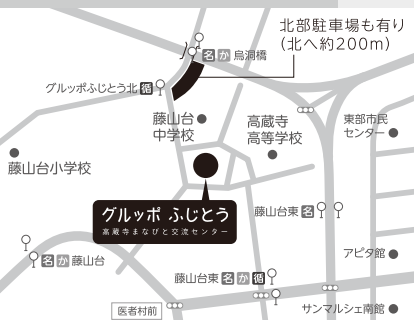 北部駐車場も有り
（北へ約200m）
名 か 烏洞橋
グルッポふじとう北 循
藤山台
中学校
高蔵寺
高等学校
東部市民
センター
藤山台小学校
グルッポ ふじとう
高蔵寺まなびと交流センター
藤山台東 名
名 か 藤山台
アピタ館
藤山台東 名 か 循
医者村前
サンマルシェ南館